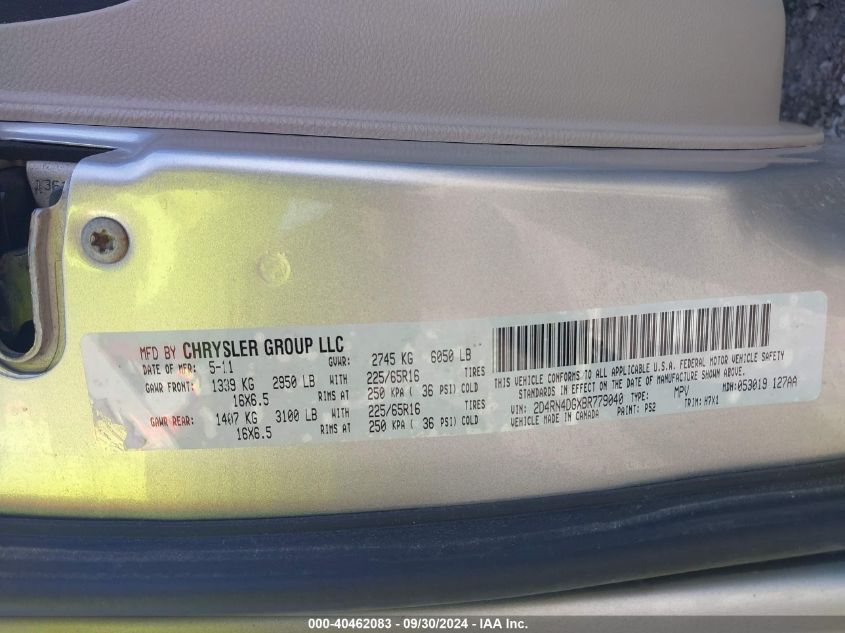 MFD BY CHRYSLER GROUP LLC
DATE OF MFR: 5-11 GVWR: 2745 KG 6050 LB
GAWR FRONT: 1339 KG 2950 LB WITH 225/65R16 TIRES
16X6.5 RIMS AT 250 KPA ( 36 PSI) COLD
GAWR REAR: 1407 KG 3100 LB WITH 225/65R16 TIRES
16X6.5 RIMS AT 250 KPA ( 36 PSI) COLD
THIS VEHICLE CONFORMS TO ALL APPLICABLE U.S.A. FEDERAL MOTOR VEHICLE SAFETY
STANDARDS IN EFFECT ON THE DATE OF MANUFACTURE SHOWN ABOVE.
MDH: 053019 127AA
VIN: 2D4RN4DGXBR779040 TYPE: MPV
VEHICLE MADE IN CANADA PAINT: PS2 TRIM: M7X1
000-40462083 - 09/30/2024 - IAA Inc.